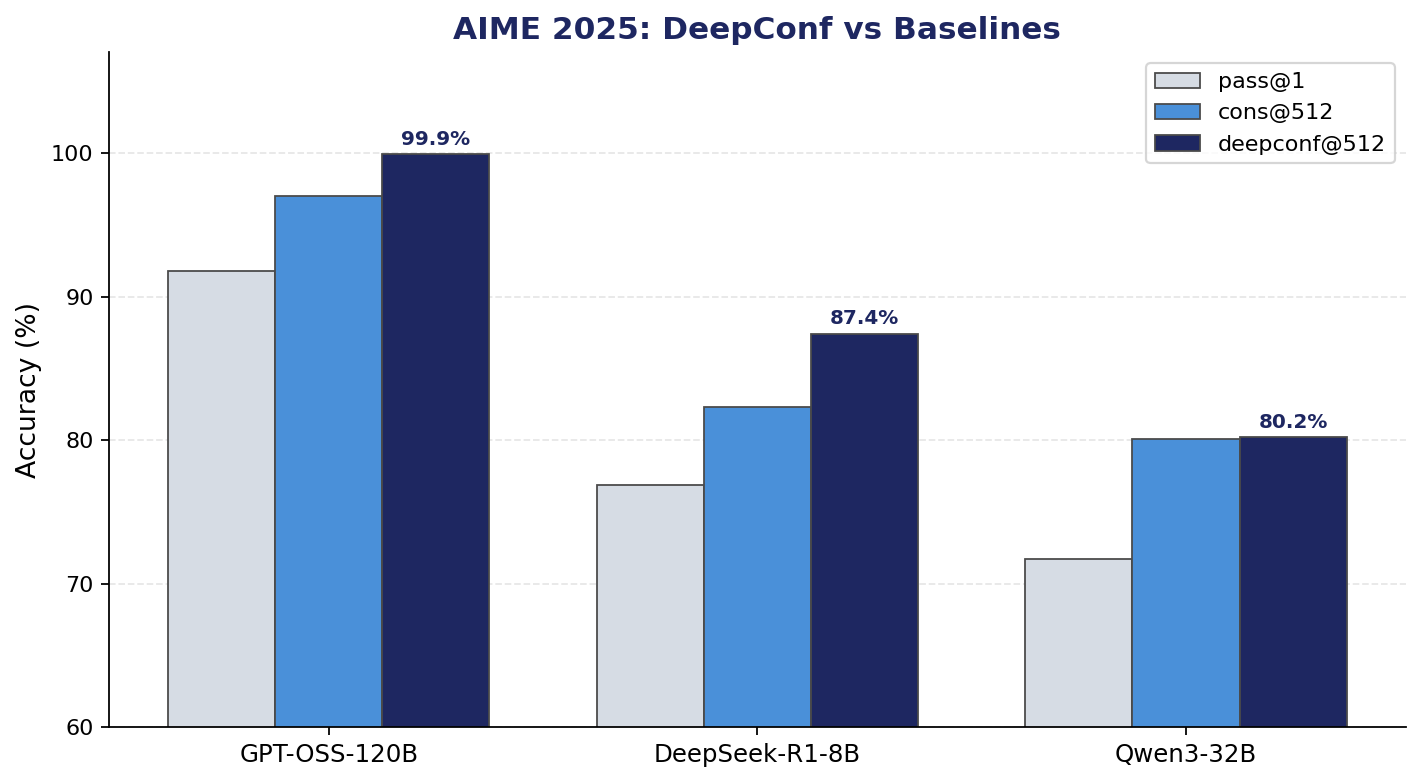 AIME 2025: DeepConf vs Baselines
pass@1
cons@512
deepconf@512
Accuracy (%)
100
90
80
70
60
99.9%
87.4%
80.2%
GPT-OSS-120B
DeepSeek-R1-8B
Qwen3-32B